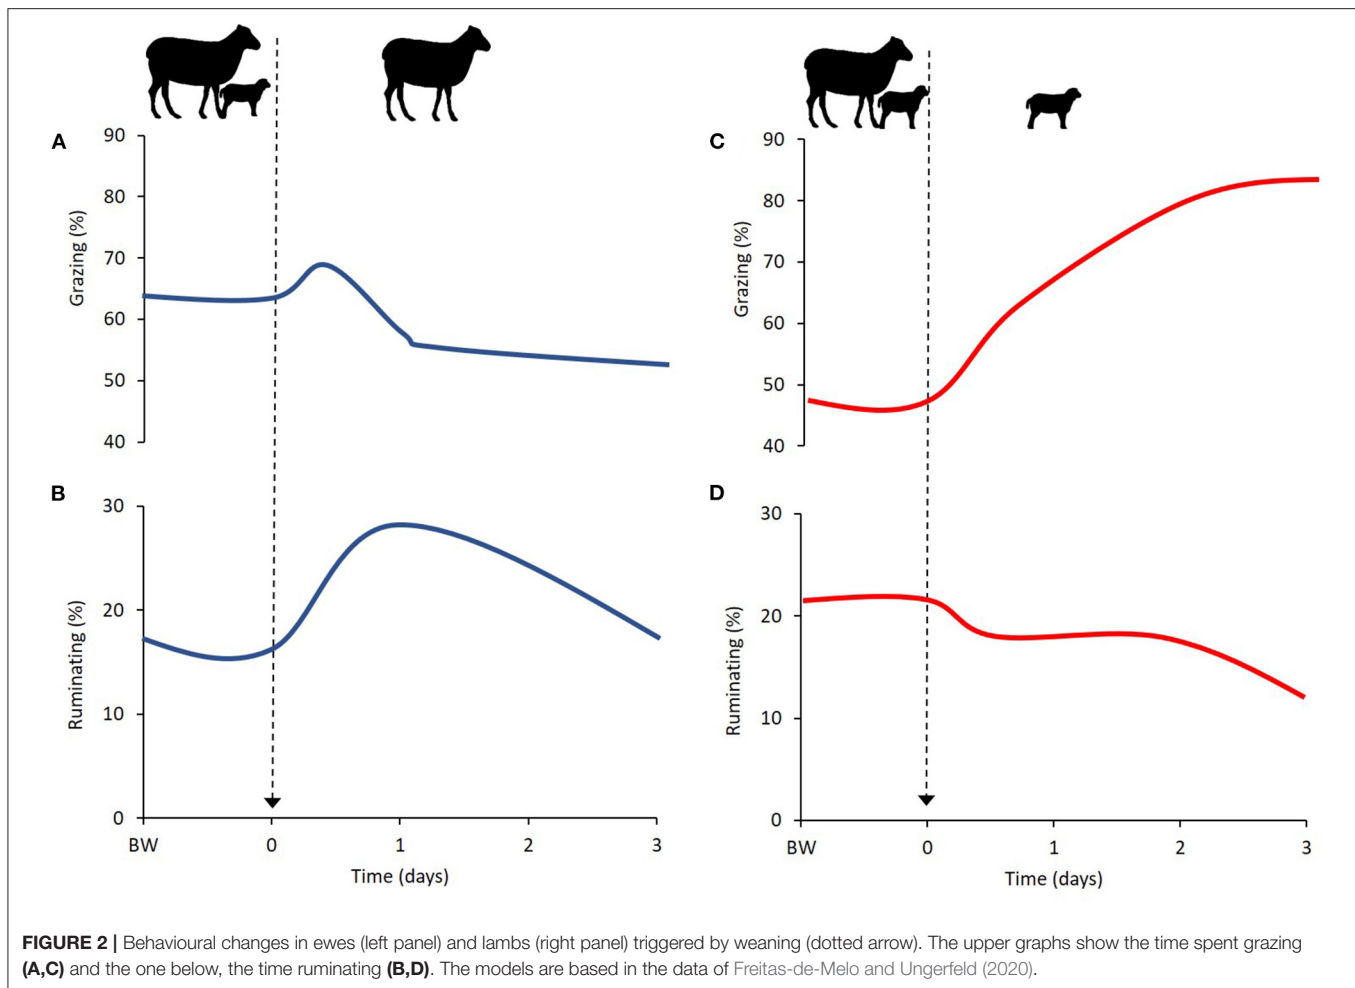 A
90
80
70
60
50
40
Grazing (%)
B
30
20
10
0
Ruminating (%)
BW 0 1 2 3
Time (days)
C
90
80
70
60
50
40
Grazing (%)
D
30
20
10
0
Ruminating (%)
BW 0 1 2 3
Time (days)
FIGURE 2 | Behavioural changes in ewes (left panel) and lambs (right panel) triggered by weaning (dotted arrow). The upper graphs show the time spent grazing
(A,C) and the one below, the time ruminating (B,D). The models are based in the data of Freitas-de-Melo and Ungerfeld (2020).